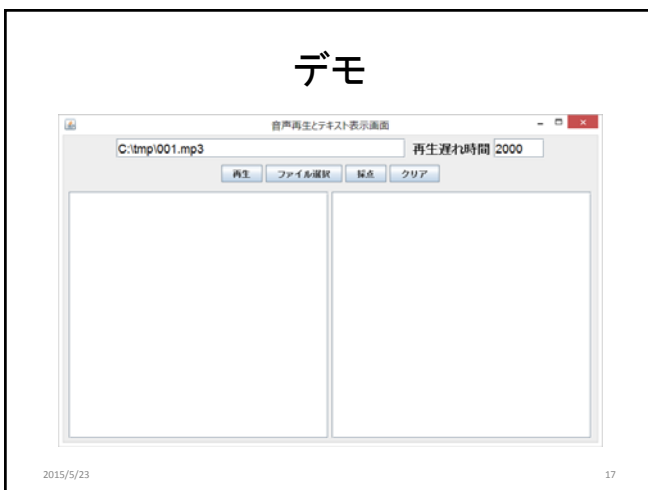 デモ
音声再生とテキスト表示画面
C:\tmp\001.mp3 再生遅れ時間 2000
再生 ファイル選択 採点 クリア
2015/5/23 17